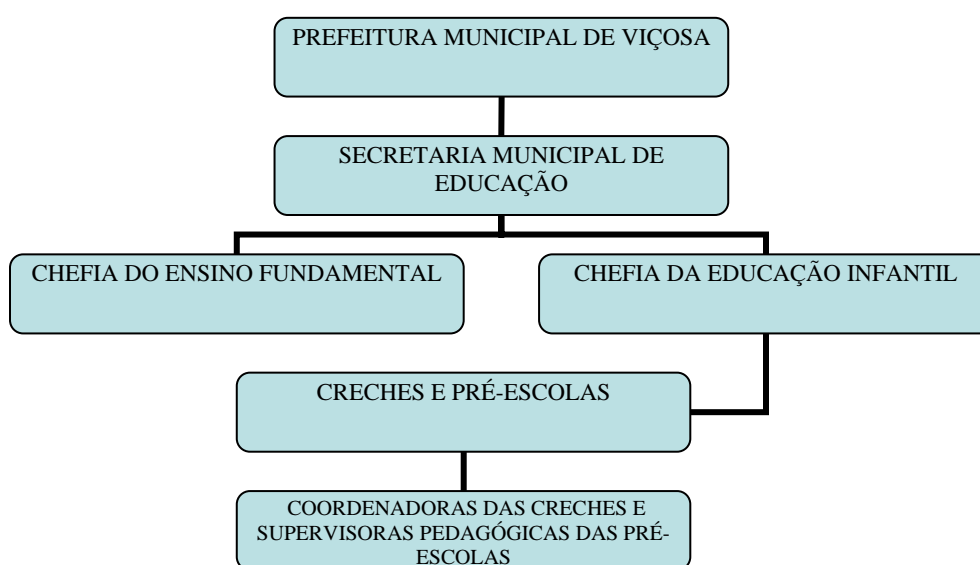 PREFEITURA MUNICIPAL DE VIÇOSA
SECRETARIA MUNICIPAL DE
EDUCAÇÃO
CHEFIA DO ENSINO FUNDAMENTAL
CHEFIA DA EDUCAÇÃO INFANTIL
CRECHES E PRÉ-ESCOLAS
COORDENADORAS DAS CRECHES E
SUPERVISORAS PEDAGÓGICAS DAS PRÉ-
ESCOLAS